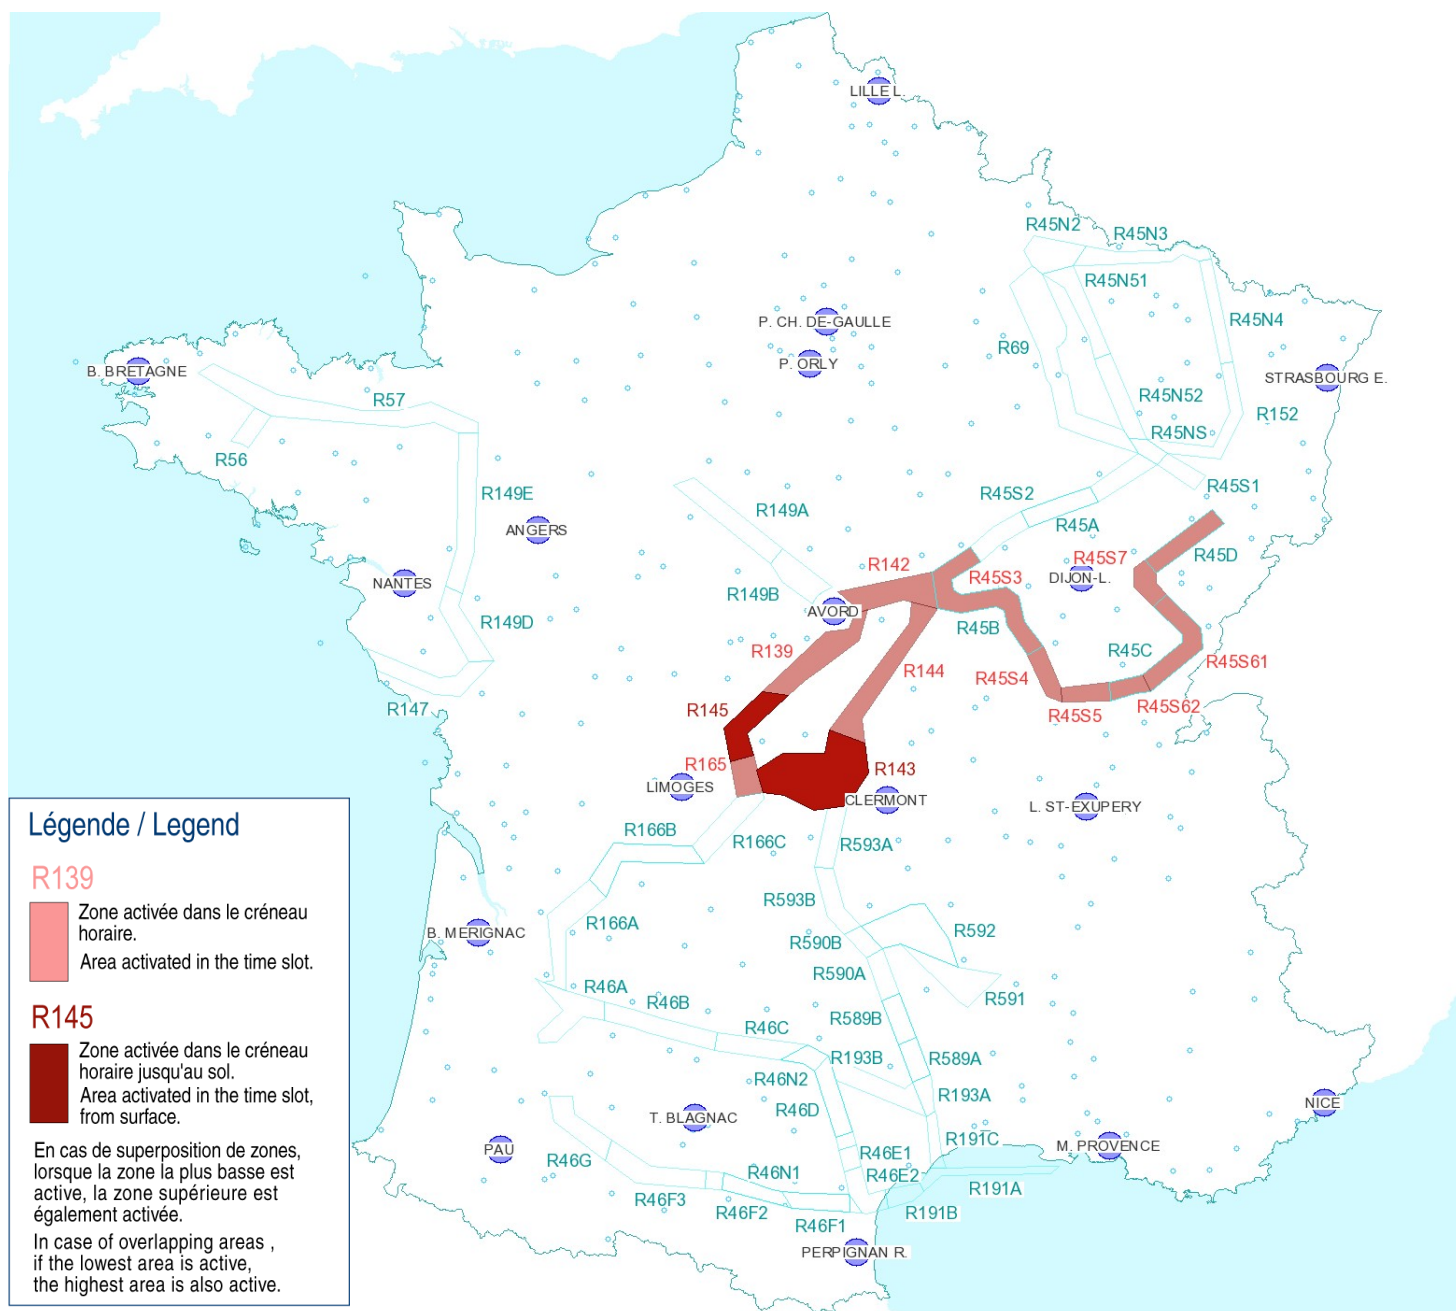 LILLE L.
R45N2
R45N3
R45N51
P. CH. DE-GAULLE
R45N4
R69
P. ORLY
B. BRETAGNE
STRASBOURG E.
R57
R45N52
R152
R45NS
R56
R149E
R45S2
R45S1
R149A
R45A
ANGERS
R142
R45S7
R45D
R45S3
DIJON-L.
NANTES
R149B
AVORD
R149D
R45B
R139
R45C
R45S61
R144
R45S4
R147
R145
R45S5
R45S62
R165
R143
LIMOGES
CLERMONT
L. ST-EXUPERY
R166B
R166C
R593A
R593B
R166A
B. MERIGNAC
R590B
R592
R590A
R46A
R46B
R591
R46C
R589B
R193B
R589A
R46N2
R193A
R46D
T. BLAGNAC
NICE
PAU
R191C
M. PROVENCE
R46G
R46E1
R46N1
R46E2
R191A
R46F3
R46F2
R191B
R46F1
PERPIGNAN R.
Légende / Legend
R139
Zone activée dans le créneau
horaire.
Area activated in the time slot.
R145
Zone activée dans le créneau
horaire jusqu'au sol.
Area activated in the time slot,
from surface.
En cas de superposition de zones,
lorsque la zone la plus basse est
active, la zone supérieure est
également activée.
In case of overlapping areas ,
if the lowest area is active,
the highest area is also active.